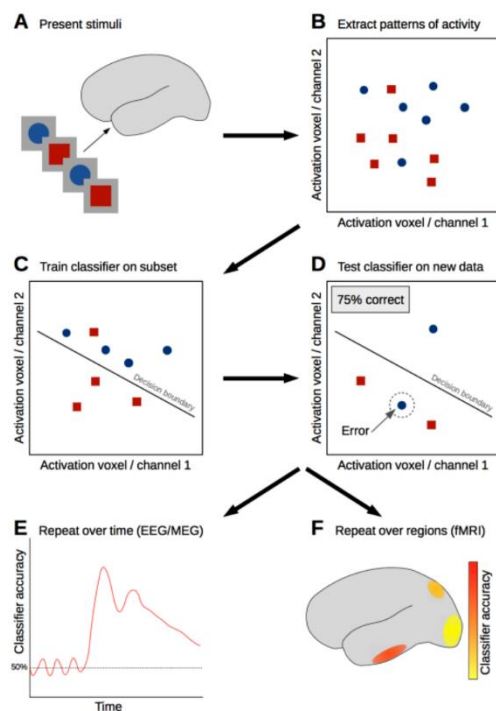 A Present stimuli
B Extract patterns of activity
Activation voxel / channel 2
Activation voxel / channel 1
C Train classifier on subset
Activation voxel / channel 2
Decision boundary
Activation voxel / channel 1
D Test classifier on new data
Activation voxel / channel 2
75% correct
Decision boundary
Error
Activation voxel / channel 1
E Repeat over time (EEG/MEG)
Classifier accuracy
50%
Time
F Repeat over regions (fMRI)
Classifier accuracy